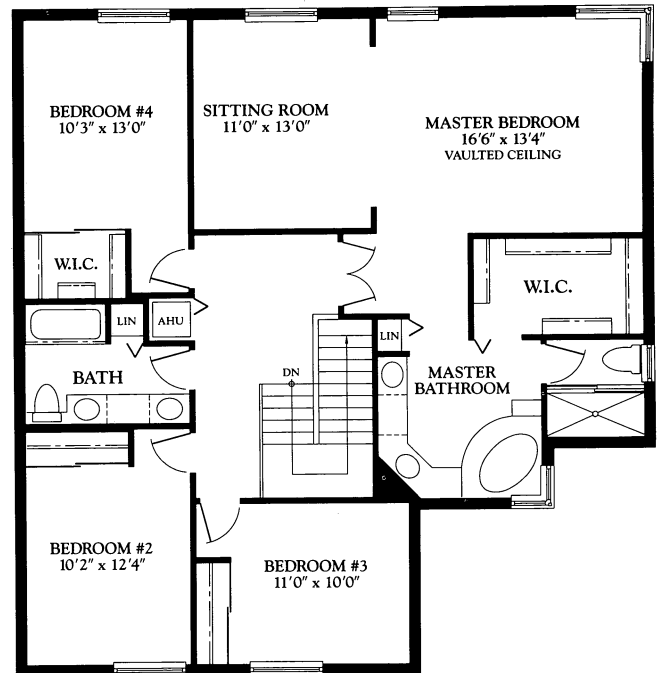 BEDROOM #4
10'3" x 13'0"
SITTING ROOM
11'0" x 13'0"
MASTER BEDROOM
16'6" x 13'4"
VAULTED CEILING
W.I.C.
W.I.C.
LIN
AHU
LIN
BATH
DN
MASTER
BATHROOM
BEDROOM #2
10'2" x 12'4"
BEDROOM #3
11'0" x 10'0"